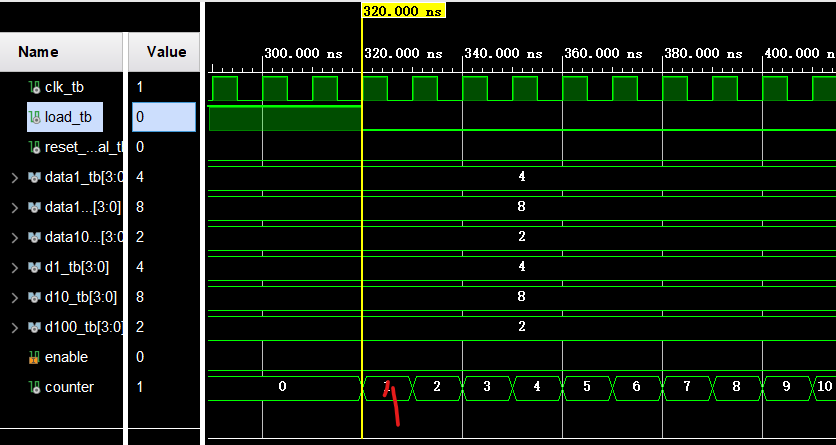 320.000 ns
Name
Value
300.000 ns
320.000 ns
340.000 ns
360.000 ns
380.000 ns
400.000
clk_tb
1
load_tb
0
reset_...al_tl
0
data1_tb[3:0
4
4
data1...[3:0]
8
8
data10...[3:0
2
2
d1_tb[3:0]
4
4
d10_tb[3:0]
8
8
d100_tb[3:0]
2
2
enable
0
counter
1
0
1
2
3
4
5
6
7
8
9
10